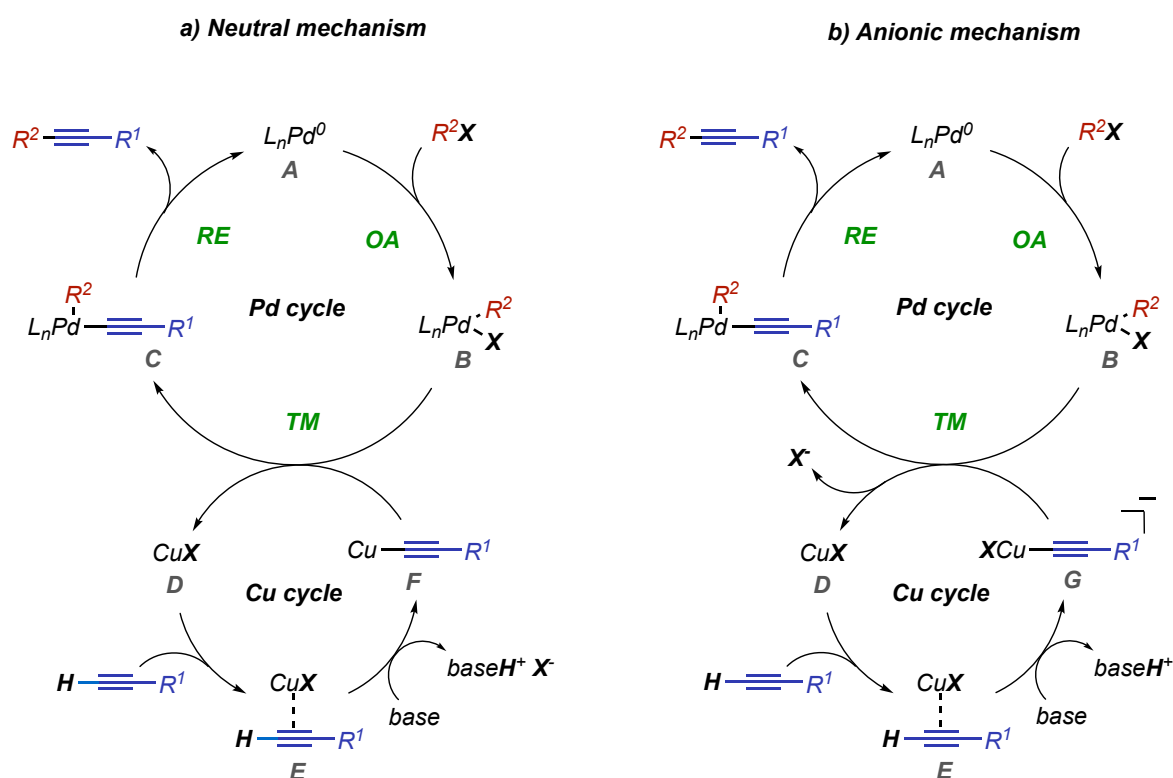 a) Neutral mechanism
R² R¹
LₙPd⁰
A
R²X
RE
OA
R²
LₙPd R¹
C
Pd cycle
LₙPd R²
X
B
TM
CuX
D
Cu R¹
F
Cu cycle
H R¹
CuX
H R¹
E
baseH⁺ X⁻
base
b) Anionic mechanism
R² R¹
LₙPd⁰
A
R²X
RE
OA
R²
LₙPd R¹
C
Pd cycle
LₙPd R²
X
B
TM
X⁻
CuX
D
XCu R¹ –
G
Cu cycle
H R¹
CuX
H R¹
E
baseH⁺
base